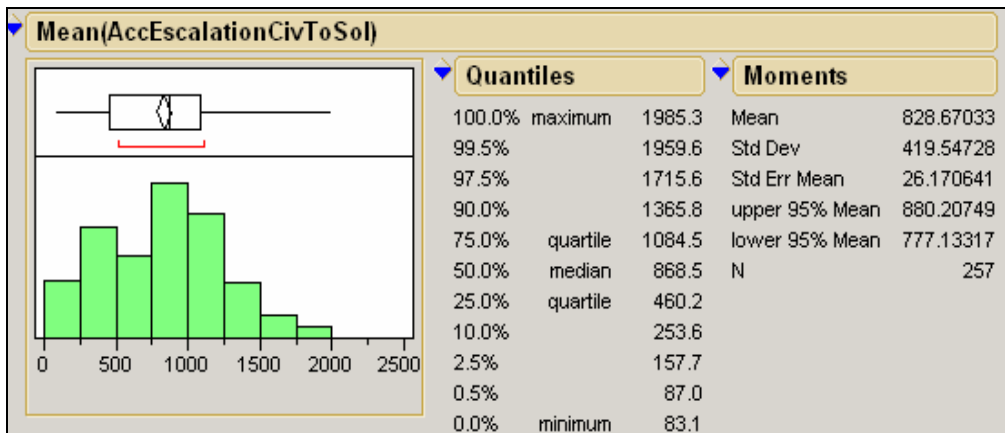 Mean(AccEscalationCivToSol)
0 500 1000 1500 2000 2500
Quantiles
100.0% maximum 1985.3
99.5% 1959.6
97.5% 1715.6
90.0% 1365.8
75.0% quartile 1084.5
50.0% median 868.5
25.0% quartile 460.2
10.0% 253.6
2.5% 157.7
0.5% 87.0
0.0% minimum 83.1
Moments
Mean 828.67033
Std Dev 419.54728
Std Err Mean 26.170641
upper 95% Mean 880.20749
lower 95% Mean 777.13317
N 257